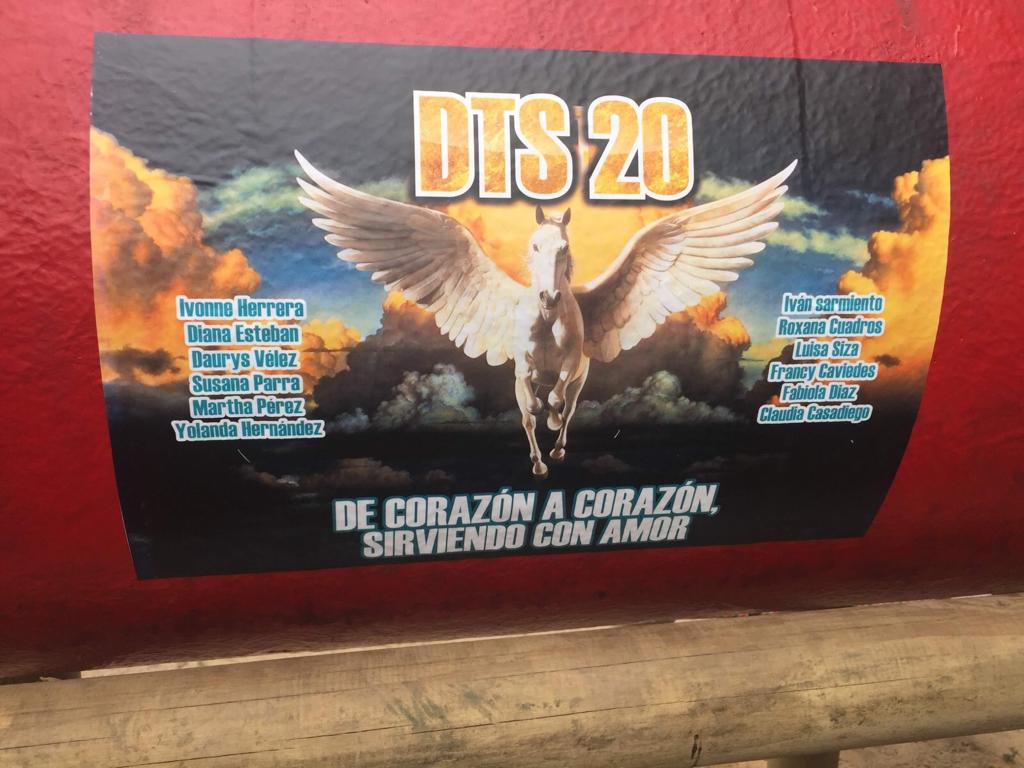 DTS 20
Ivonne Herrera
Diana Esteban
Daurys Vélez
Susana Parra
Martha Pérez
Yolanda Hernández
Iván sarmiento
Roxana Cuadros
Luisa Siza
Francy Caviedes
Fabiola Díaz
Claudia Casadiego
DE CORAZÓN A CORAZÓN,
SIRVIENDO CON AMOR